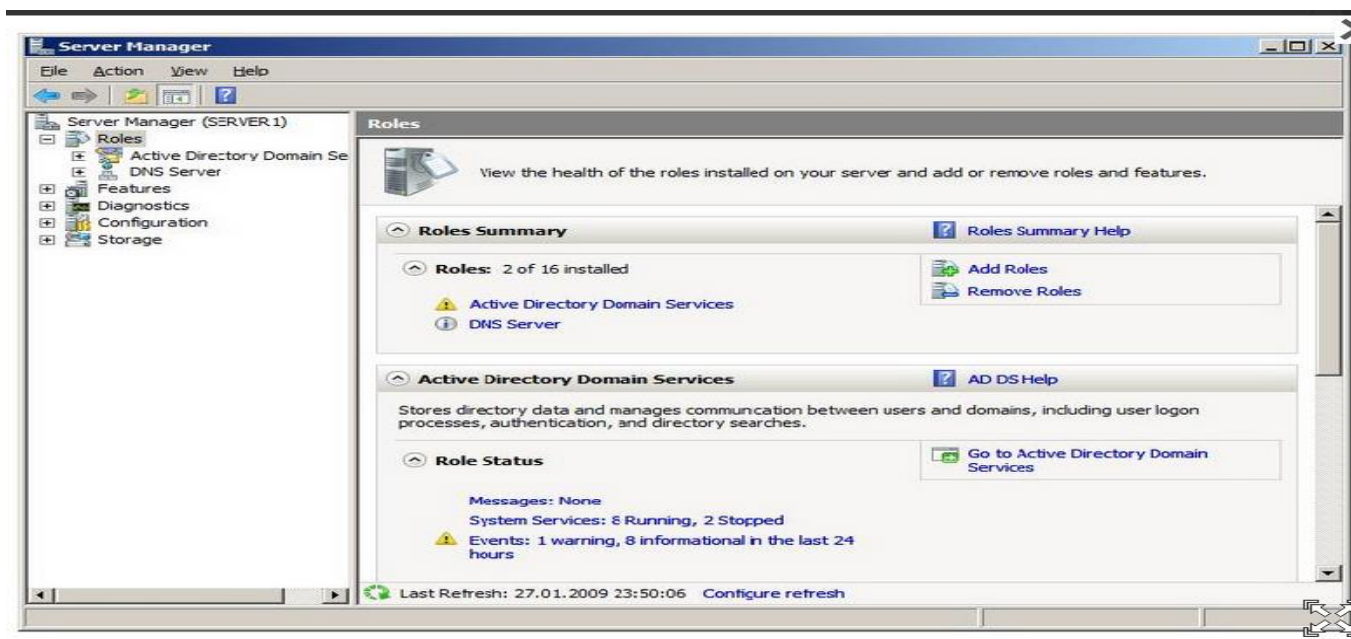 Server Manager
File Action View Help
Server Manager (SERVER1)
Roles
Active Directory Domain Se
DNS Server
Features
Diagnostics
Configuration
Storage
Roles
View the health of the roles installed on your server and add or remove roles and features.
Roles Summary
Roles Summary Help
Roles: 2 of 16 installed
Add Roles
Remove Roles
Active Directory Domain Services
DNS Server
Active Directory Domain Services
AD DS Help
Stores directory data and manages communcation between users and domains, including user logon
processes, authentication, and directory searches.
Role Status
Go to Active Directory Domain
Services
Messages: None
System Services: 8 Running, 2 Stopped
Events: 1 warning, 8 informational in the last 24
hours
Last Refresh: 27.01.2009 23:50:06 Configure refresh